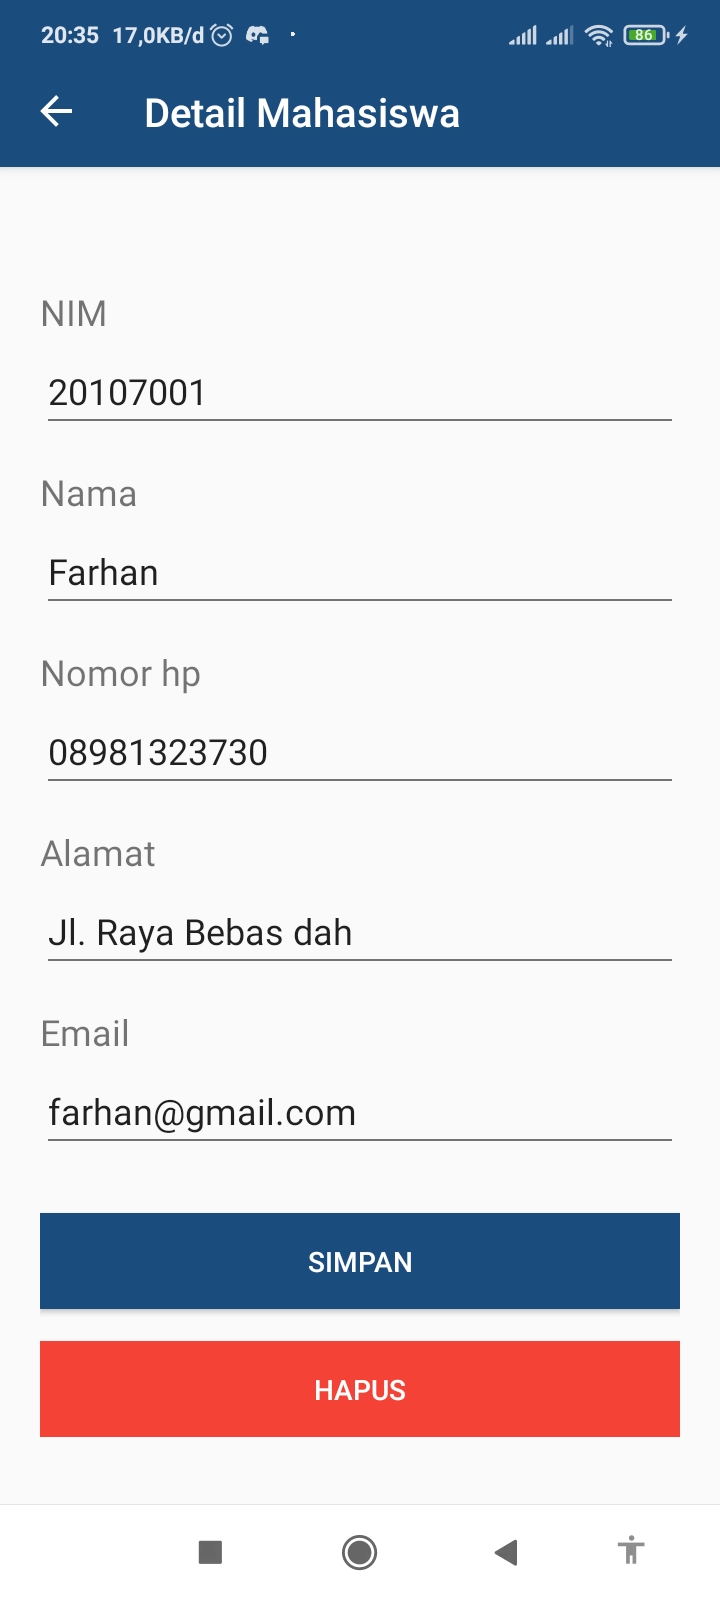 20:35 17,0KB/d 86
Detail Mahasiswa
NIM
20107001
Nama
Farhan
Nomor hp
08981323730
Alamat
Jl. Raya Bebas dah
Email
farhan@gmail.com
SIMPAN
HAPUS